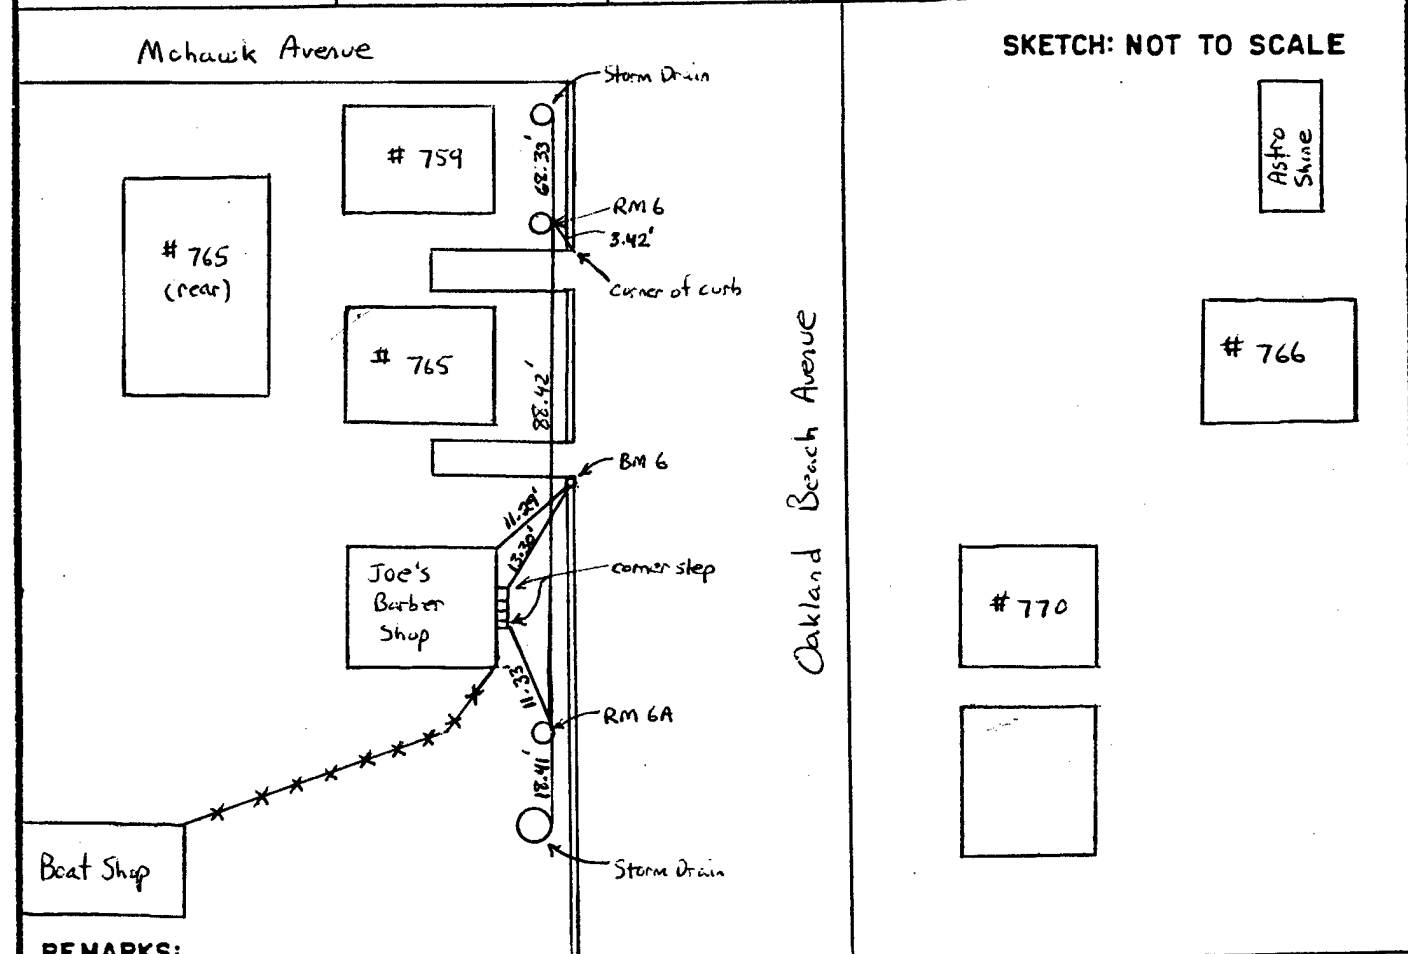 Mohawk Avenue
SKETCH: NOT TO SCALE
Storm Drain
Astro
Shine
# 759
68.33'
RM 6
3.42'
# 765
(rear)
corner of curb
# 765
88.42'
Oakland Beach Avenue
# 766
BM 6
11.29'
13.30'
corner step
Joe's
Barber
Shop
# 770
11.33'
RM 6A
18.41'
Boat Shop
Storm Drain
REMARKS: